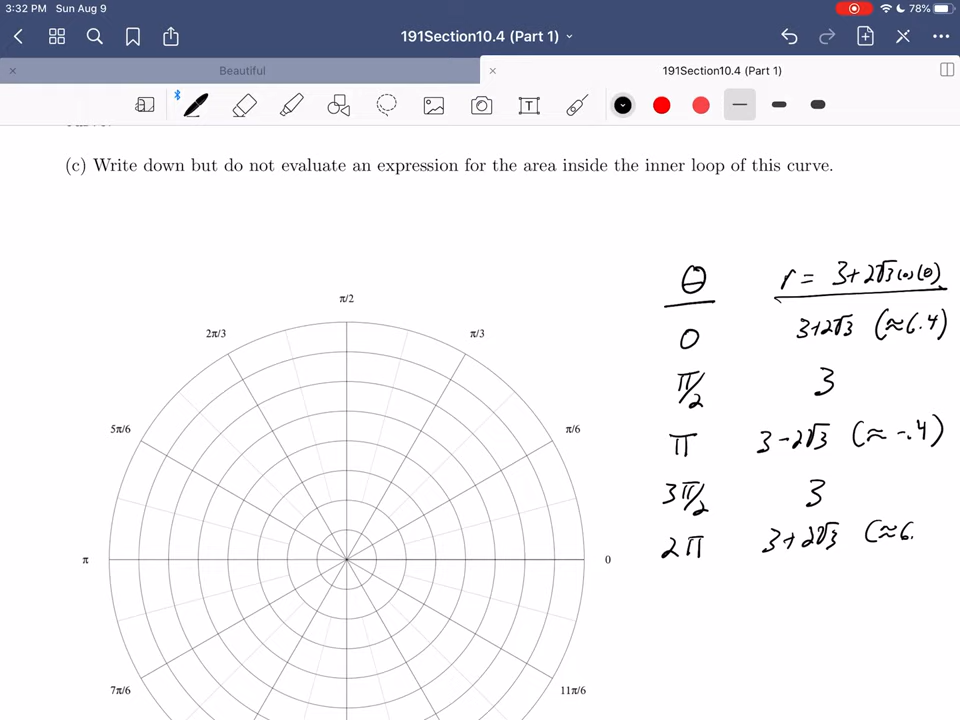 3:32 PM Sun Aug 9
78%
191Section10.4 (Part 1)
Beautiful
191Section10.4 (Part 1)
T
(c) Write down but do not evaluate an expression for the area inside the inner loop of this curve.
θ r = 3+2√3 cos(θ)
0 3+2√3 (≈6.4)
π/2 3
π 3-2√3 (≈ -.4)
3π/2 3
2π 3+2√3 (≈6.
π/2
2π/3 π/3
5π/6 π/6
π 0
7π/6 11π/6